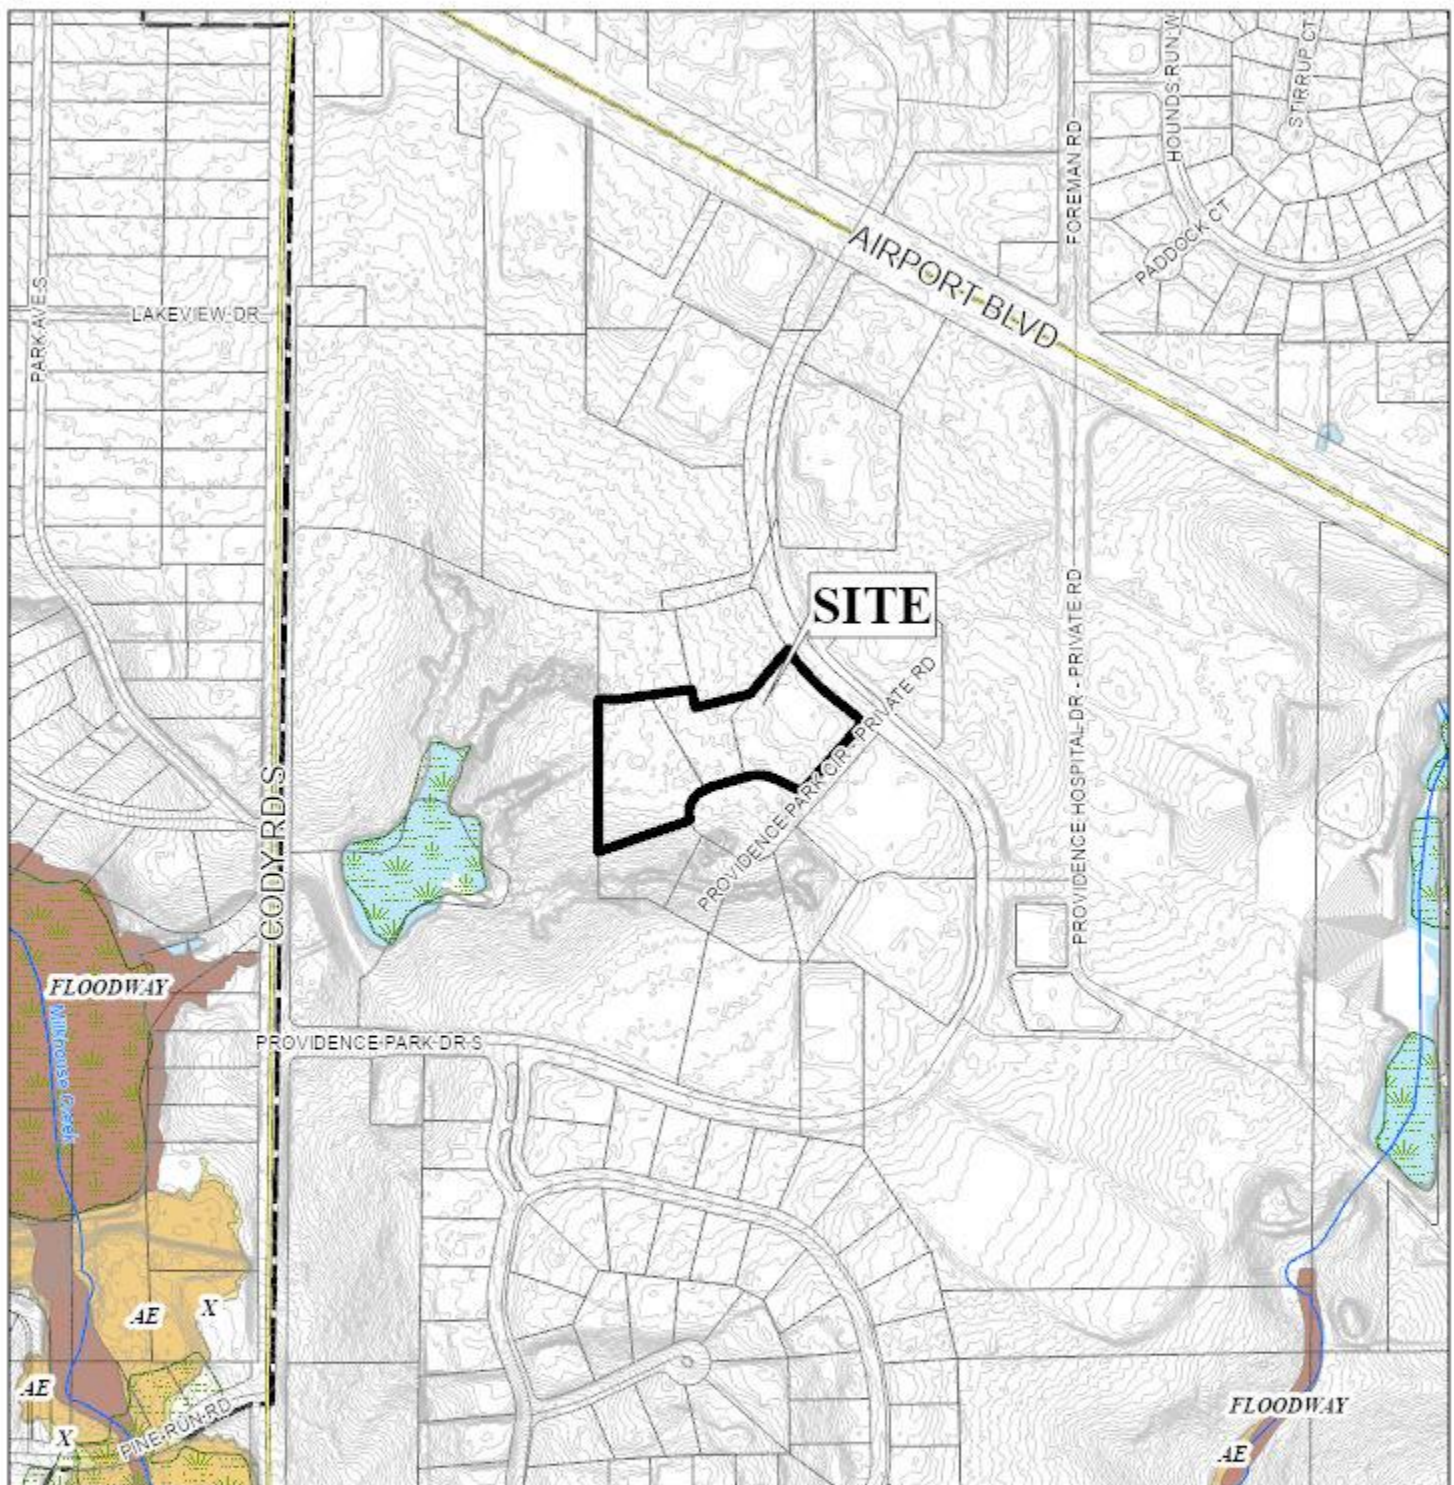 HOUNDS RUN W
STIRRUP CT
FOREMAN RD
PADDOCK CT
AIRPORT BLVD
PARK AVE S
LAKEVIEW DR
SITE
PROVIDENCE PARK CIR - PRIVATE RD
PROVIDENCE HOSPITAL DR - PRIVATE RD
CODY RD S
FLOODWAY
Milkhouse Creek
PROVIDENCE PARK DR S
AE
X
AE
X
PINE RUN RD
FLOODWAY
AE